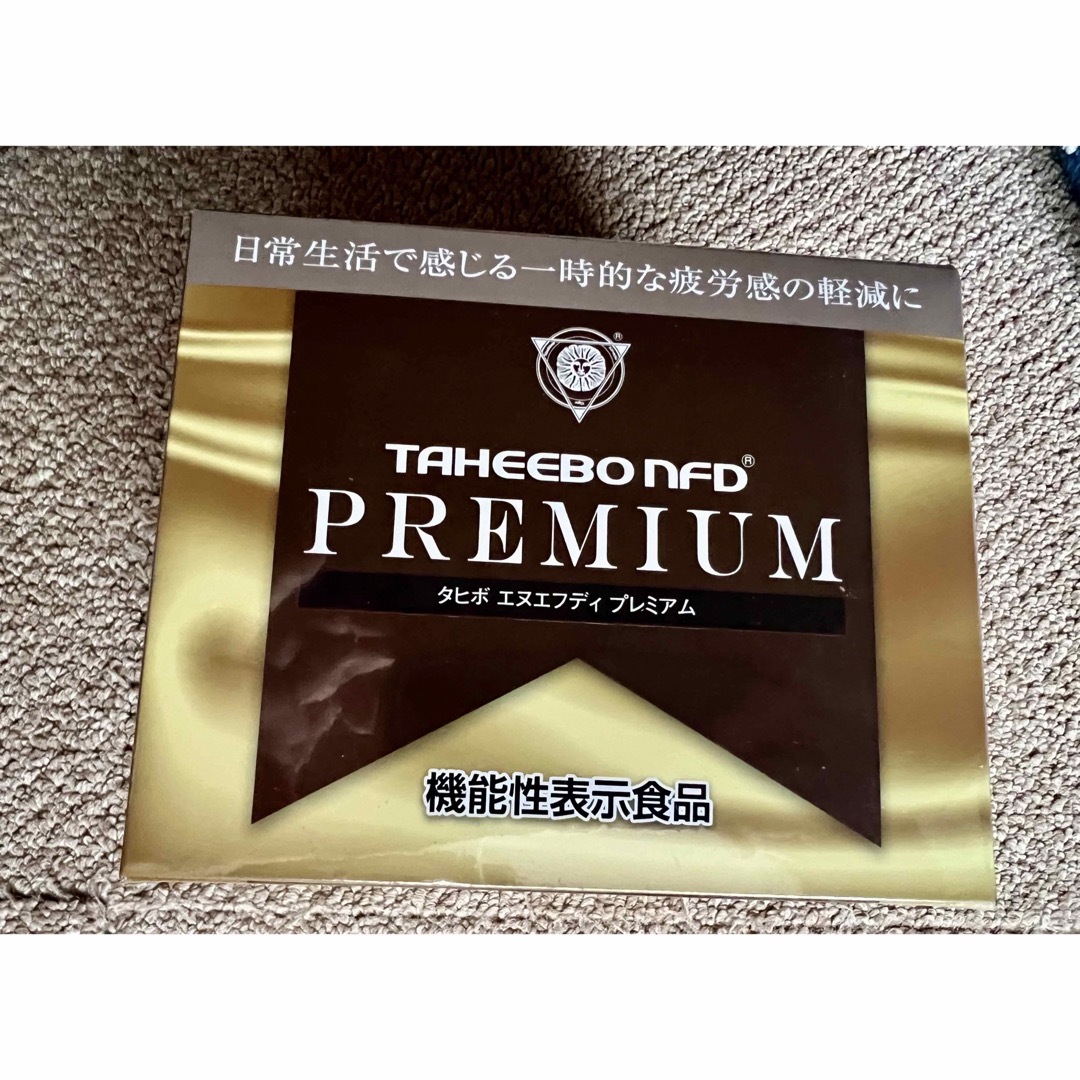 日常生活で感じる一時的な疲労感の軽減に
®
TAHEEBO NFD®
PREMIUM
タヒボ エヌエフディ プレミアム
機能性表示食品